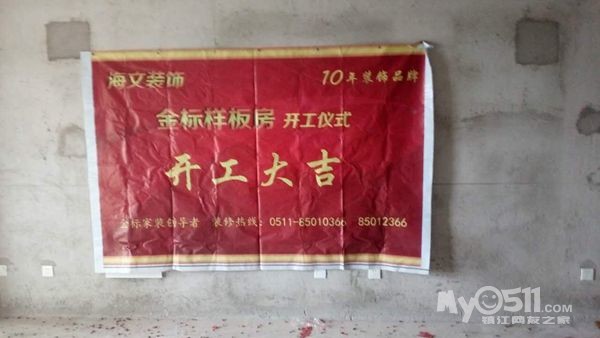 海文装饰 10年装饰品牌
金标样板房 开工仪式
开工大吉
金标家装创导者 装修热线：0511-85010366 85012366
My0511.com
镇江网友之家